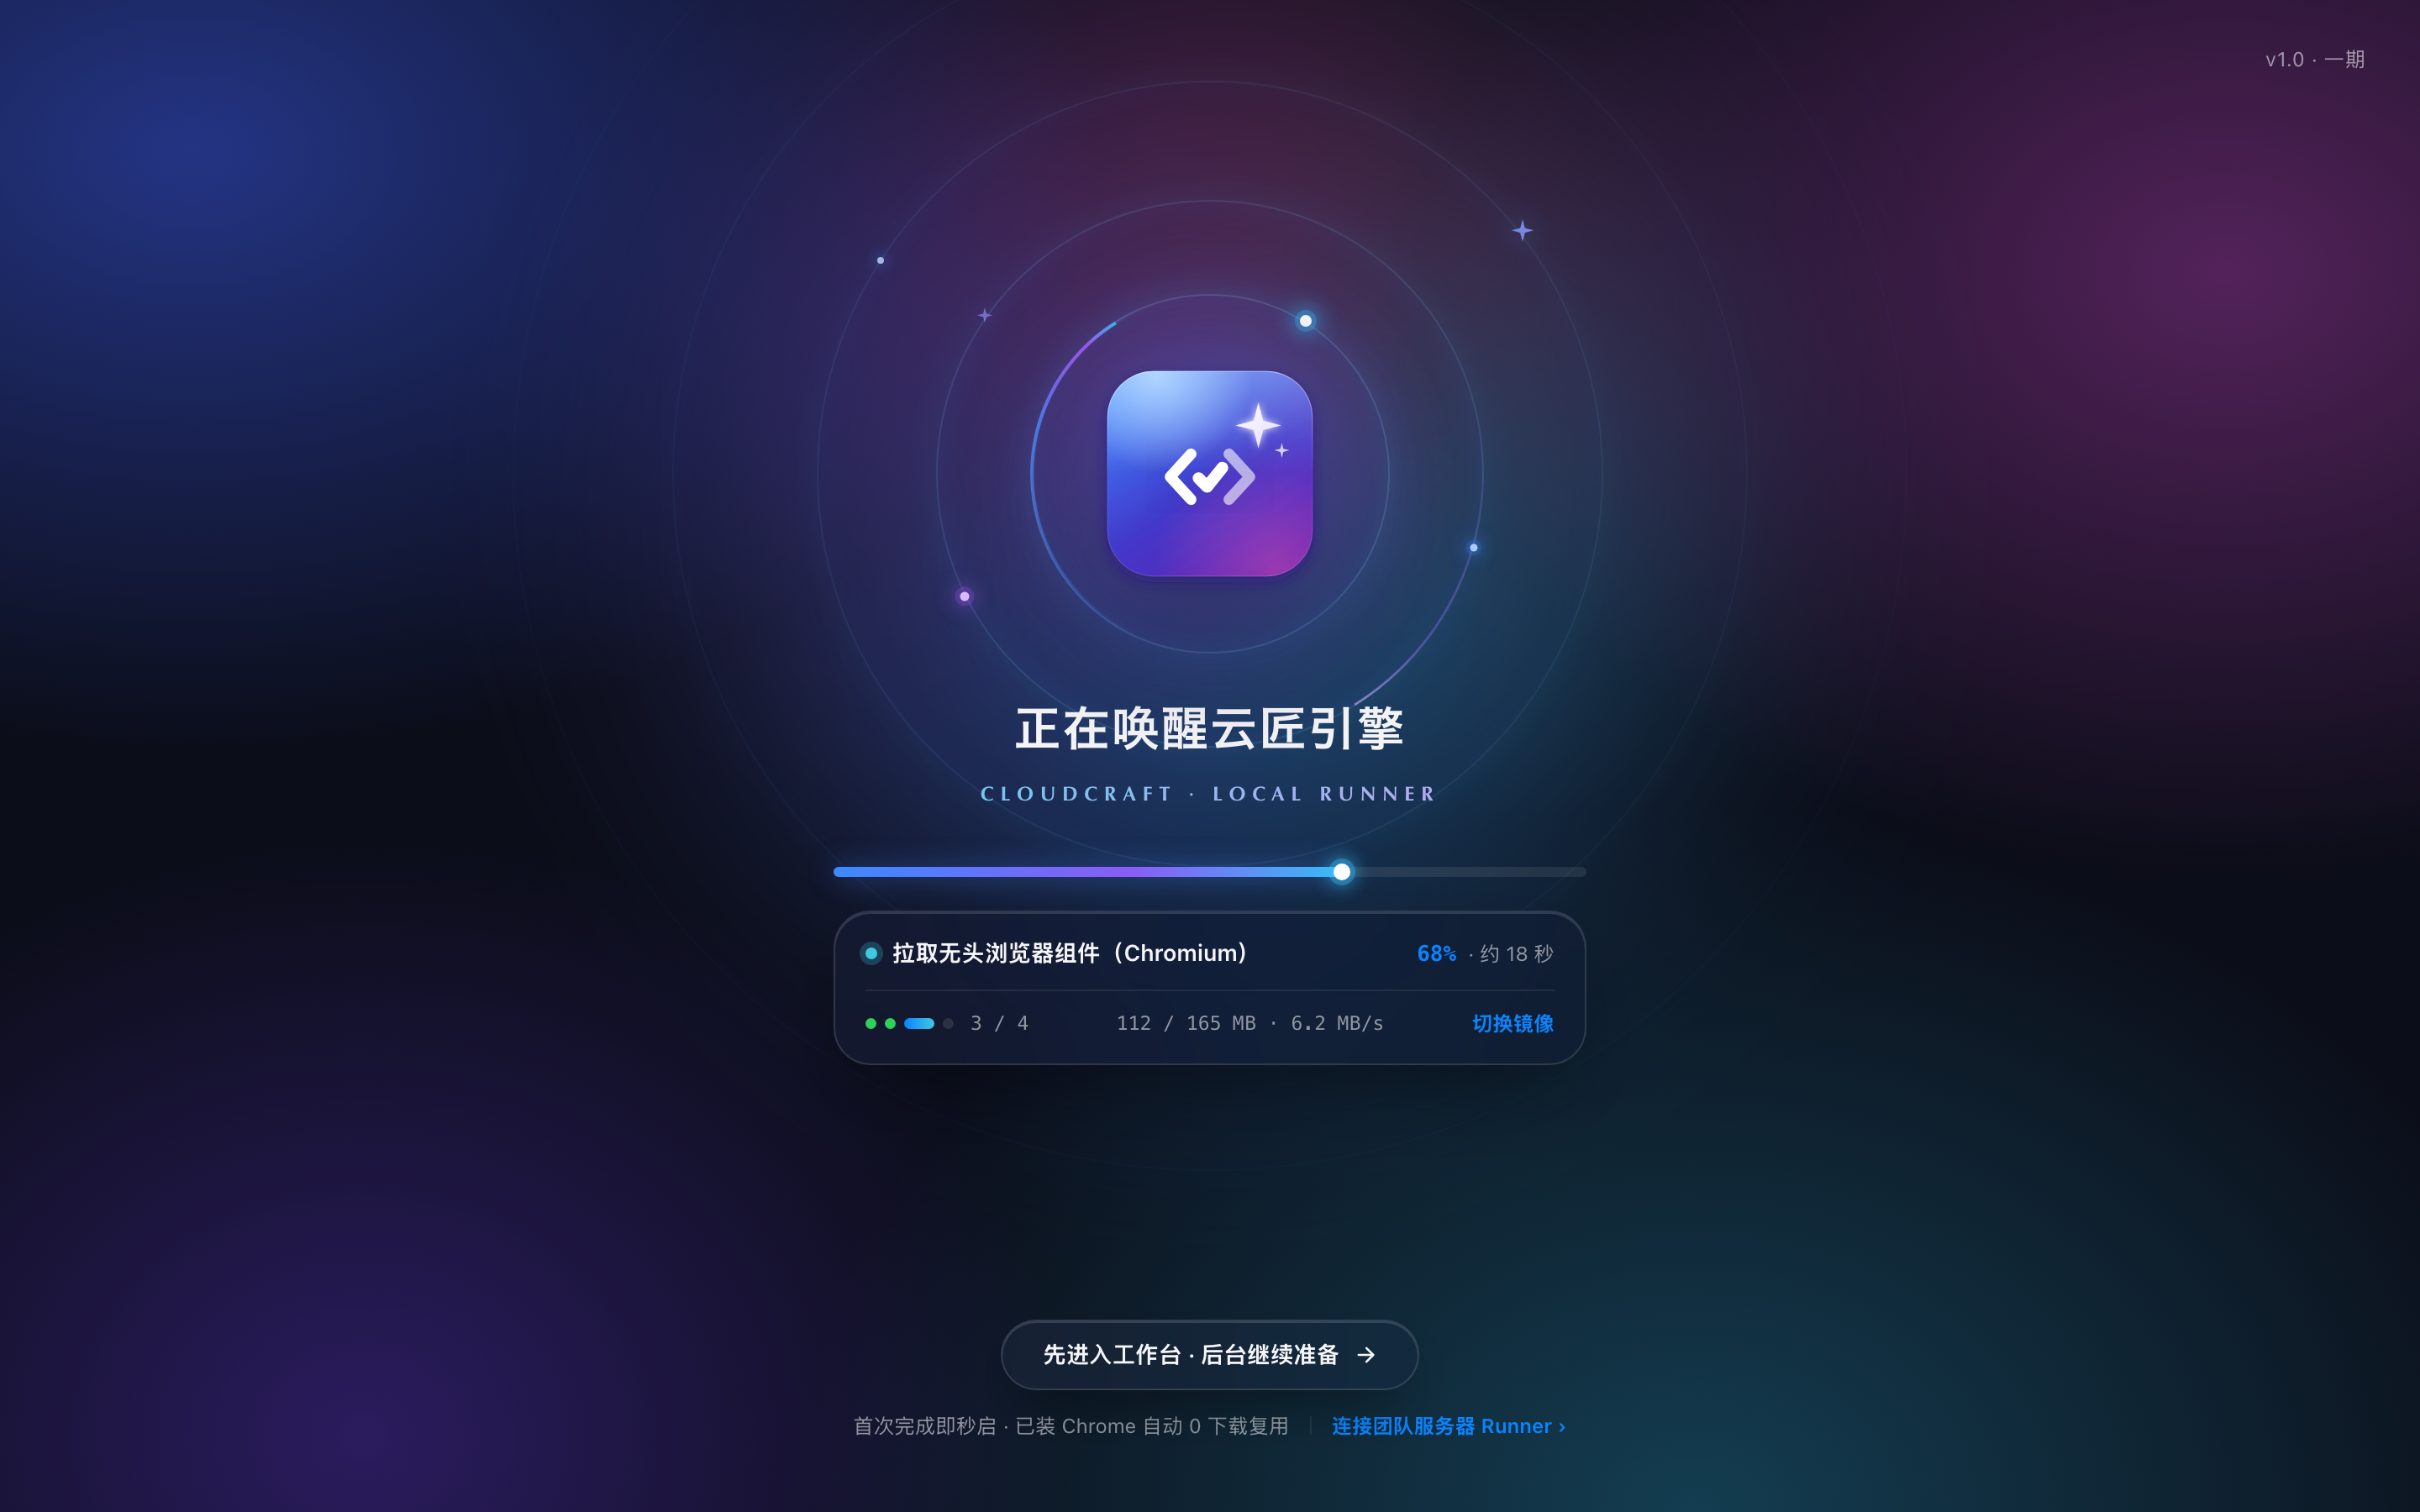 v1.0 · 一期
正在唤醒云匠引擎
CLOUDCRAFT · LOCAL RUNNER
拉取无头浏览器组件（Chromium） 68% · 约 18 秒
3 / 4 112 / 165 MB · 6.2 MB/s 切换镜像
先进入工作台 · 后台继续准备 →
首次完成即秒启 · 已装 Chrome 自动 0 下载复用 | 连接团队服务器 Runner ›